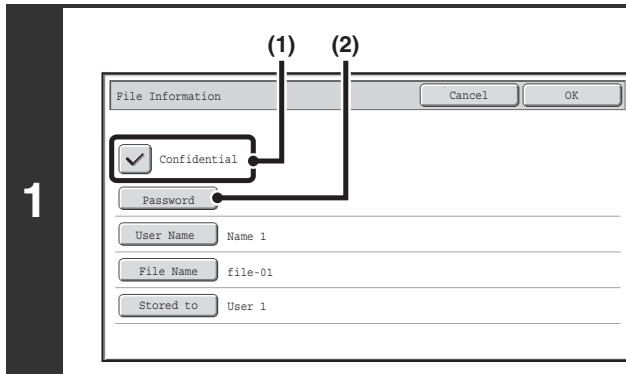 (1) (2)
File Information Cancel OK
Confidential
1
Password
User Name Name 1
File Name file-01
Stored to User 1